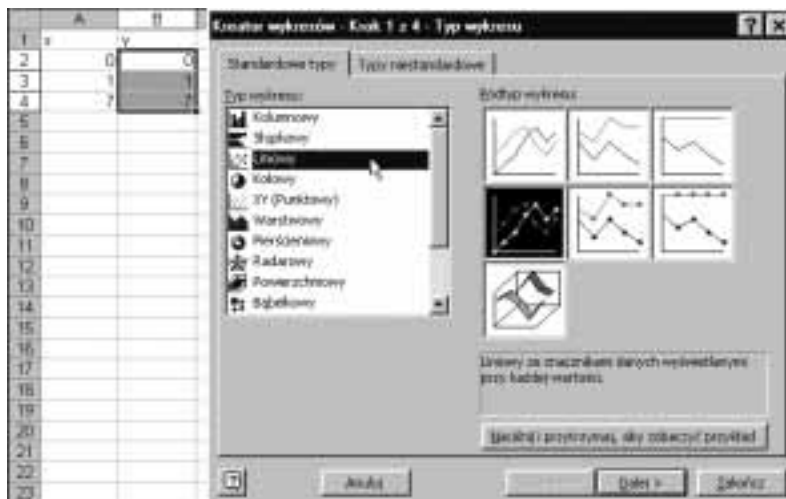 A B
1 x y
2 0 0
3 1 1
4 7 7
5
6
7
8
9
10
11
12
13
14
15
16
17
18
19
20
21
22
23
Kreator wykresów - Krok 1 z 4 - Typ wykresu
Standardowe typy Typy niestandardowe
Typ wykresu:
Kolumnowy
Słupkowy
Liniowy
Kołowy
XY (Punktowy)
Warstwowy
Pierścieniowy
Radarowy
Powierzchniowy
Bąbelkowy
Podtyp wykresu:
Liniowy ze znacznikami danych wyświetlanymi
przy każdej wartości.
Naciśnij i przytrzymaj, aby zobaczyć przykład
Anuluj
Dalej >
Zakończ